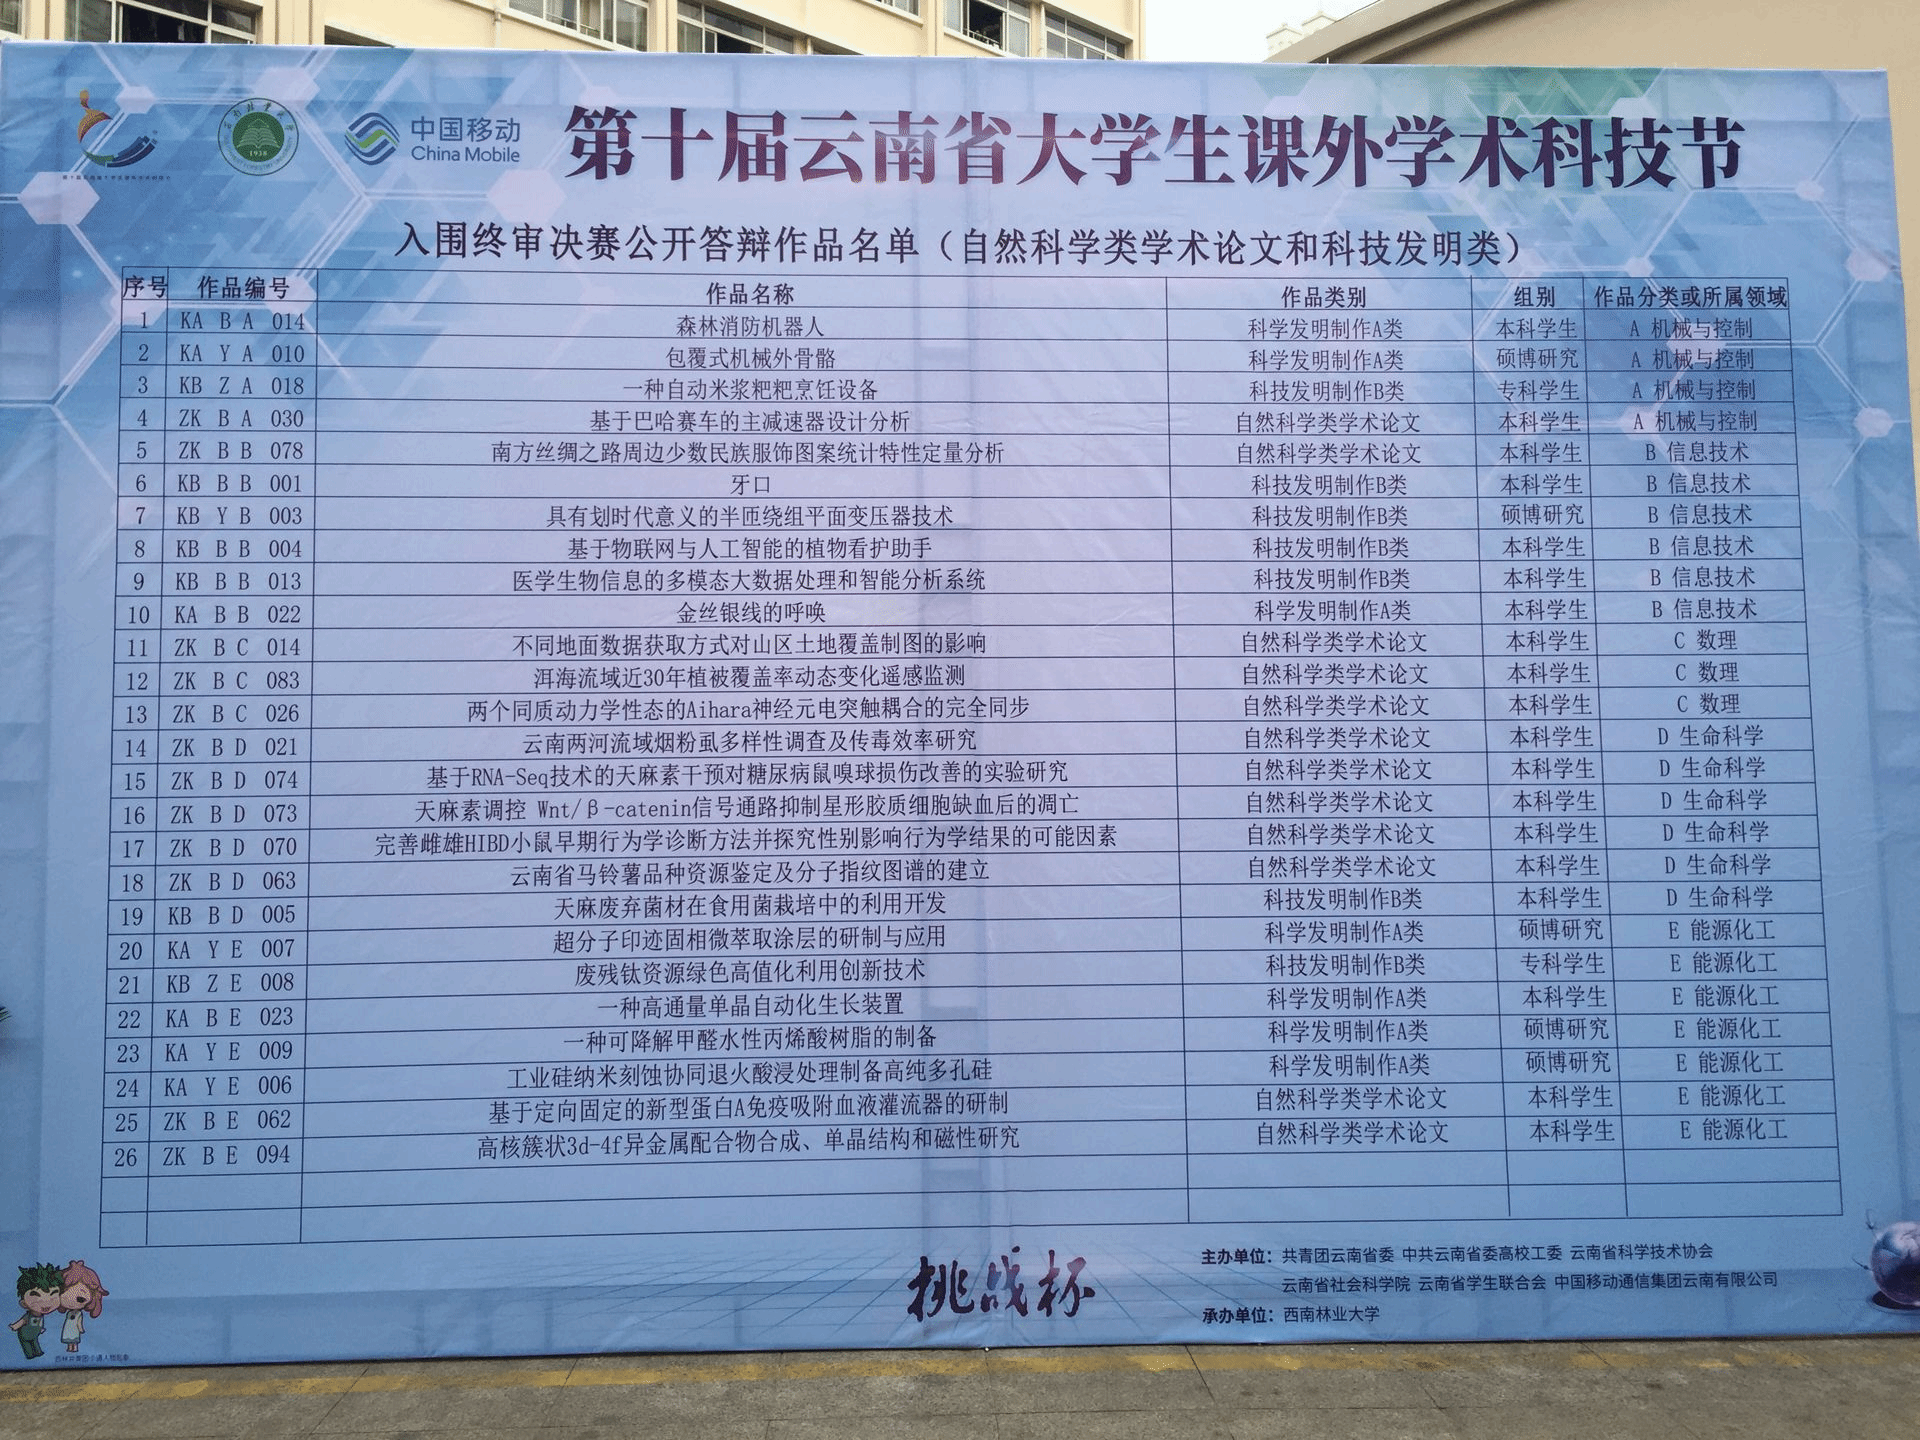 中国移动
China Mobile
1938
第十届云南省大学生课外学术科技节
入围终审决赛公开答辩作品名单（自然科学类学术论文和科技发明类）
序号 作品编号 作品名称 作品类别 组别 作品分类或所属领域
1 KA B A 014 森林消防机器人 科学发明制作A类 本科学生 A 机械与控制
2 KA Y A 010 包覆式机械外骨骼 科学发明制作A类 硕博研究 A 机械与控制
3 KB Z A 018 一种自动米浆粑粑烹饪设备 科技发明制作B类 专科学生 A 机械与控制
4 ZK B A 030 基于巴哈赛车的主减速器设计分析 自然科学类学术论文 本科学生 A 机械与控制
5 ZK B B 078 南方丝绸之路周边少数民族服饰图案统计特性定量分析 自然科学类学术论文 本科学生 B 信息技术
6 KB B B 001 牙口 科技发明制作B类 本科学生 B 信息技术
7 KB Y B 003 具有划时代意义的半匝绕组平面变压器技术 科技发明制作B类 硕博研究 B 信息技术
8 KB B B 004 基于物联网与人工智能的植物看护助手 科技发明制作B类 本科学生 B 信息技术
9 KB B B 013 医学生物信息的多模态大数据处理和智能分析系统 科技发明制作B类 本科学生 B 信息技术
10 KA B B 022 金丝银线的呼唤 科学发明制作A类 本科学生 B 信息技术
11 ZK B C 014 不同地面数据获取方式对山区土地覆盖制图的影响 自然科学类学术论文 本科学生 C 数理
12 ZK B C 083 洱海流域近30年植被覆盖率动态变化遥感监测 自然科学类学术论文 本科学生 C 数理
13 ZK B C 026 两个同质动力学性态的Aihara神经元电突触耦合的完全同步 自然科学类学术论文 本科学生 C 数理
14 ZK B D 021 云南两河流域烟粉虱多样性调查及传毒效率研究 自然科学类学术论文 本科学生 D 生命科学
15 ZK B D 074 基于RNA-Seq技术的天麻素干预对糖尿病鼠嗅球损伤改善的实验研究 自然科学类学术论文 本科学生 D 生命科学
16 ZK B D 073 天麻素调控 Wnt/β-catenin信号通路抑制星形胶质细胞缺血后的凋亡 自然科学类学术论文 本科学生 D 生命科学
17 ZK B D 070 完善雌雄HIBD小鼠早期行为学诊断方法并探究性别影响行为学结果的可能因素 自然科学类学术论文 本科学生 D 生命科学
18 ZK B D 063 云南省马铃薯品种资源鉴定及分子指纹图谱的建立 自然科学类学术论文 本科学生 D 生命科学
19 KB B D 005 天麻废弃菌材在食用菌栽培中的利用开发 科技发明制作B类 本科学生 D 生命科学
20 KA Y E 007 超分子印迹固相微萃取涂层的研制与应用 科学发明制作A类 硕博研究 E 能源化工
21 KB Z E 008 废残钛资源绿色高值化利用创新技术 科技发明制作B类 专科学生 E 能源化工
22 KA B E 023 一种高通量单晶自动化生长装置 科学发明制作A类 本科学生 E 能源化工
23 KA Y E 009 一种可降解甲醛水性丙烯酸树脂的制备 科学发明制作A类 硕博研究 E 能源化工
24 KA Y E 006 工业硅纳米刻蚀协同退火酸浸处理制备高纯多孔硅 科学发明制作A类 硕博研究 E 能源化工
25 ZK B E 062 基于定向固定的新型蛋白A免疫吸附血液灌流器的研制 自然科学类学术论文 本科学生 E 能源化工
26 ZK B E 094 高核簇状3d-4f异金属配合物合成、单晶结构和磁性研究 自然科学类学术论文 本科学生 E 能源化工
挑战杯
主办单位：共青团云南省委 中共云南省委高校工委 云南省科学技术协会
云南省社会科学院 云南省学生联合会 中国移动通信集团云南有限公司
承办单位：西南林业大学